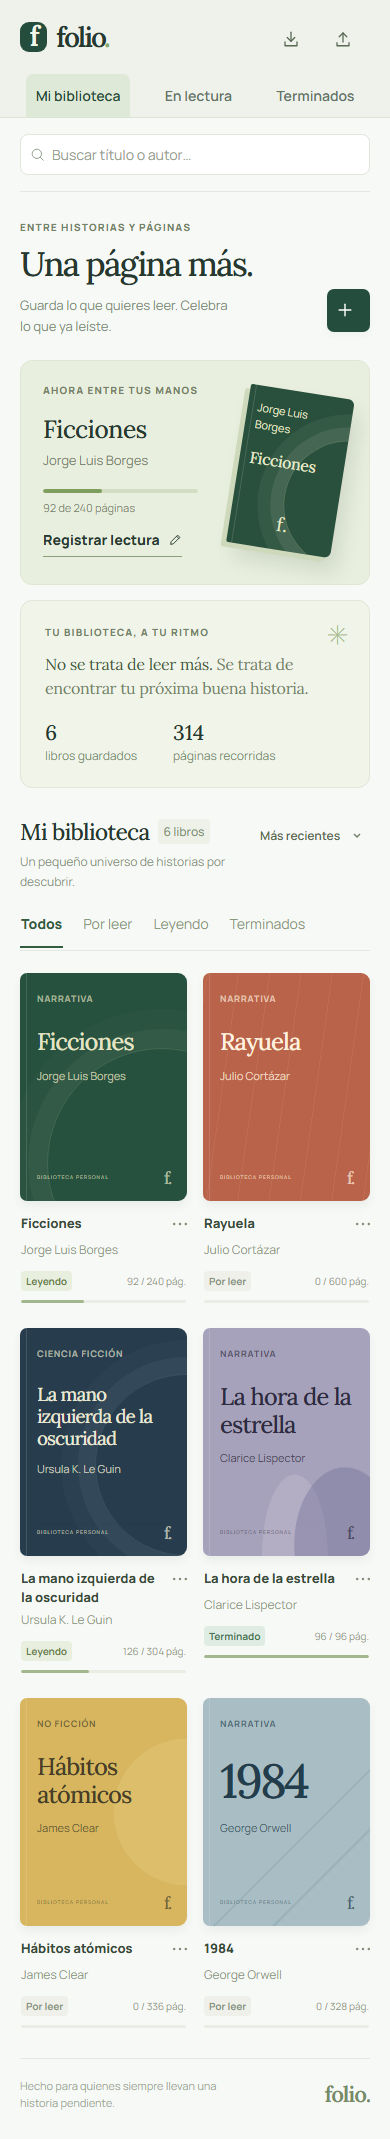 f folio.
Mi biblioteca En lectura Terminados
Buscar título o autor...
ENTRE HISTORIAS Y PÁGINAS
Una página más.
Guarda lo que quieres leer. Celebra
lo que ya leíste.
+
AHORA ENTRE TUS MANOS
Ficciones
Jorge Luis Borges
92 de 240 páginas
Registrar lectura
Jorge Luis
Borges
Ficciones
f.
TU BIBLIOTECA, A TU RITMO
No se trata de leer más. Se trata de
encontrar tu próxima buena historia.
6 314
libros guardados páginas recorridas
Mi biblioteca 6 libros Más recientes
Un pequeño universo de historias por
descubrir.
Todos Por leer Leyendo Terminados
NARRATIVA
Ficciones
Jorge Luis Borges
BIBLIOTECA PERSONAL f.
Ficciones ...
Jorge Luis Borges
Leyendo 92 / 240 pág.
NARRATIVA
Rayuela
Julio Cortázar
BIBLIOTECA PERSONAL f.
Rayuela ...
Julio Cortázar
Por leer 0 / 600 pág.
CIENCIA FICCIÓN
La mano
izquierda de la
oscuridad
Ursula K. Le Guin
BIBLIOTECA PERSONAL f.
La mano izquierda de ...
la oscuridad
Ursula K. Le Guin
Leyendo 126 / 304 pág.
NARRATIVA
La hora de la
estrella
Clarice Lispector
BIBLIOTECA PERSONAL f.
La hora de la estrella ...
Clarice Lispector
Terminado 96 / 96 pág.
NO FICCIÓN
Hábitos
atómicos
James Clear
BIBLIOTECA PERSONAL f.
Hábitos atómicos ...
James Clear
Por leer 0 / 336 pág.
NARRATIVA
1984
George Orwell
BIBLIOTECA PERSONAL f.
1984 ...
George Orwell
Por leer 0 / 328 pág.
Hecho para quienes siempre llevan una
historia pendiente.
folio.